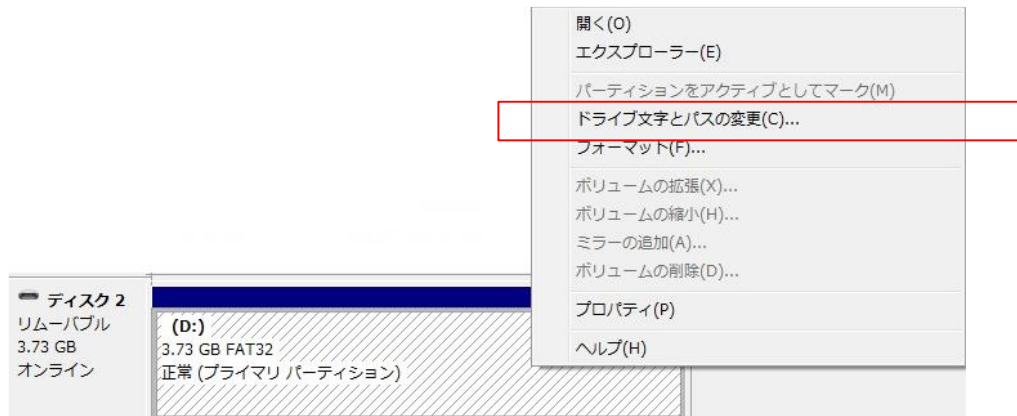 開く(O)
エクスプローラー(E)
パーティションをアクティブとしてマーク(M)
ドライブ文字とパスの変更(C)...
フォーマット(F)...
ボリュームの拡張(X)...
ボリュームの縮小(H)...
ミラーの追加(A)...
ボリュームの削除(D)...
プロパティ(P)
ヘルプ(H)
ディスク 2
リムーバブル
3.73 GB
オンライン
(D:)
3.73 GB FAT32
正常 (プライマリ パーティション)